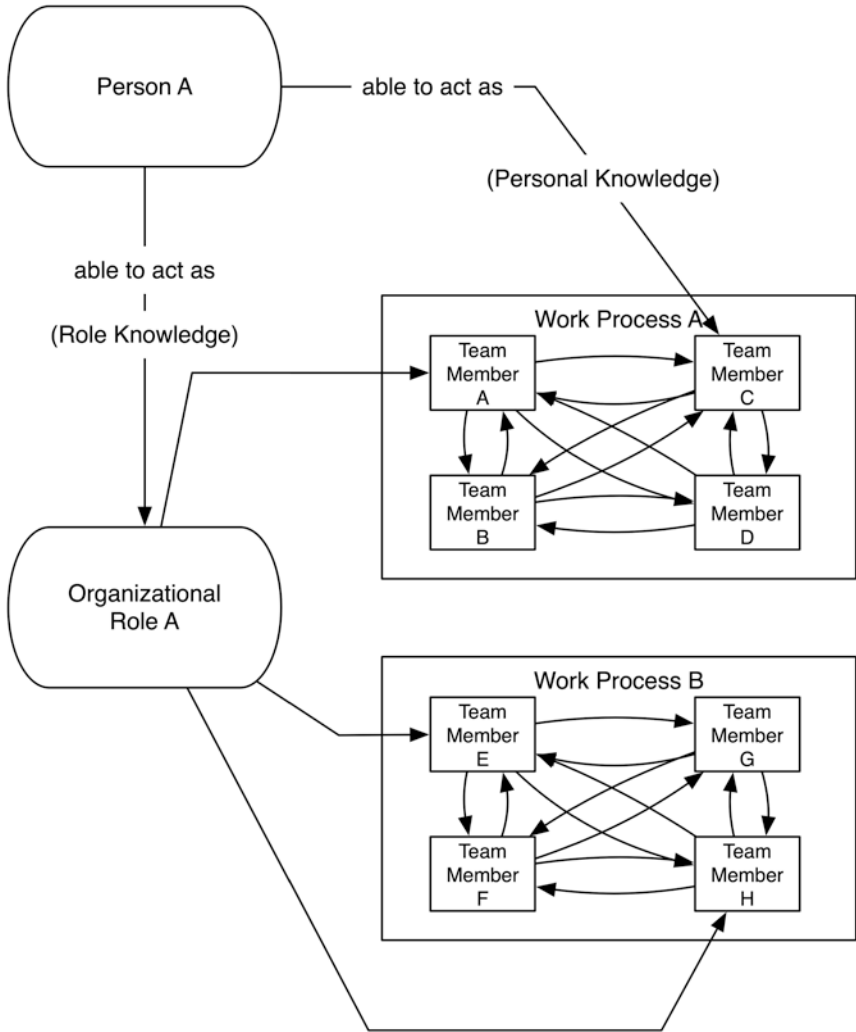 Person A
able to act as
(Personal Knowledge)
able to act as
(Role Knowledge)
Work Process A
Team
Member
A
Team
Member
C
Team
Member
B
Team
Member
D
Organizational
Role A
Work Process B
Team
Member
E
Team
Member
G
Team
Member
F
Team
Member
H